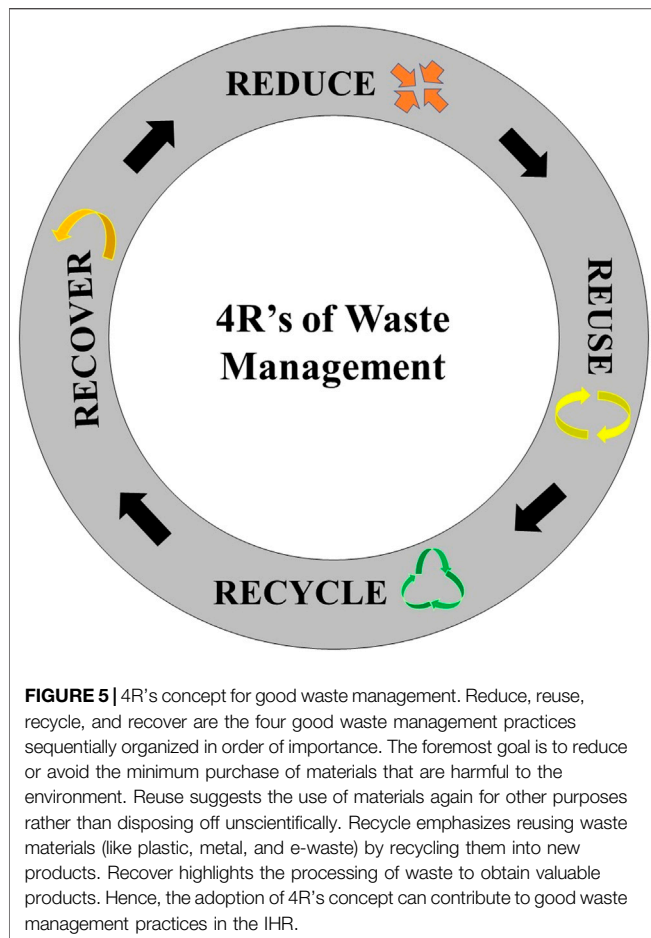 REDUCE
REUSE
RECOVER
4R's of Waste
Management
RECYCLE
FIGURE 5 | 4R's concept for good waste management. Reduce, reuse,
recycle, and recover are the four good waste management practices
sequentially organized in order of importance. The foremost goal is to reduce
or avoid the minimum purchase of materials that are harmful to the
environment. Reuse suggests the use of materials again for other purposes
rather than disposing off unscientifically. Recycle emphasizes reusing waste
materials (like plastic, metal, and e-waste) by recycling them into new
products. Recover highlights the processing of waste to obtain valuable
products. Hence, the adoption of 4R's concept can contribute to good waste
management practices in the IHR.